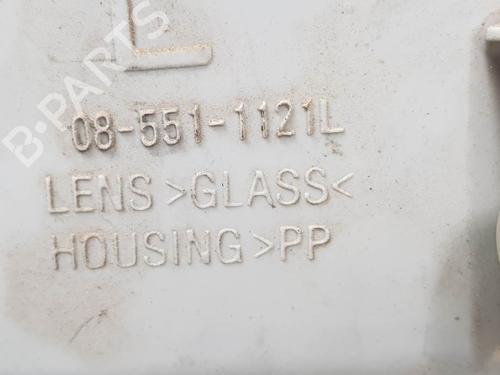 L
08-551-1121L
LENS >GLASS<
HOUSING >PP
B-PARTS